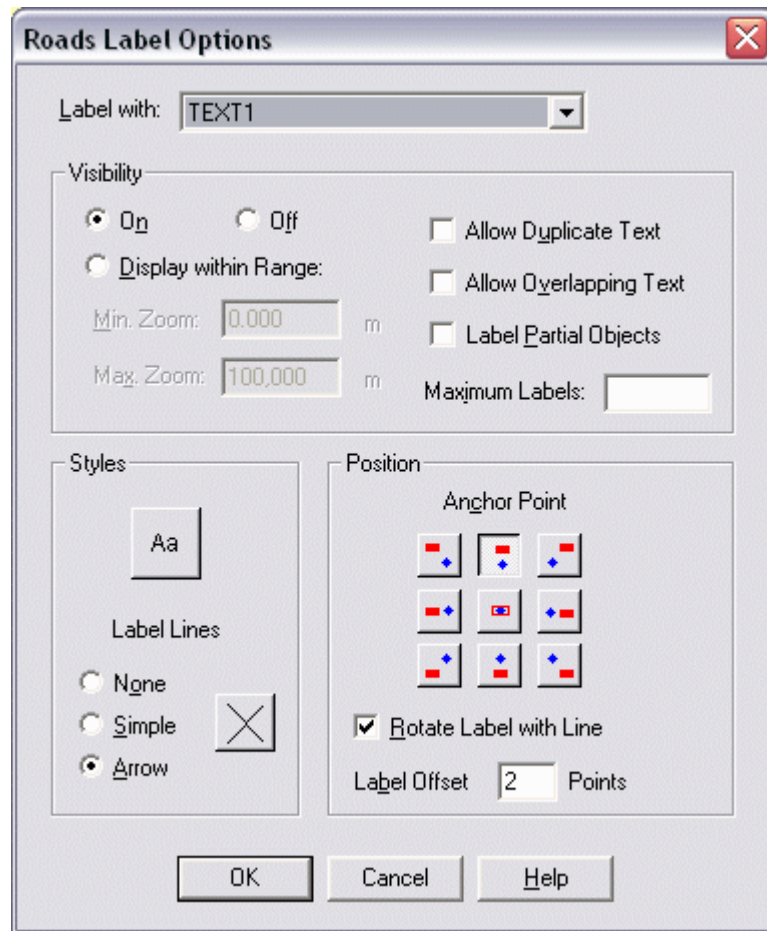 Roads Label Options
Label with: TEXT1
Visibility
On Off
Display within Range:
Min. Zoom: 0.000 m
Max. Zoom: 100,000 m
Allow Duplicate Text
Allow Overlapping Text
Label Partial Objects
Maximum Labels:
Styles
Aa
Label Lines
None
Simple
Arrow
Position
Anchor Point
Rotate Label with Line
Label Offset 2 Points
OK Cancel Help